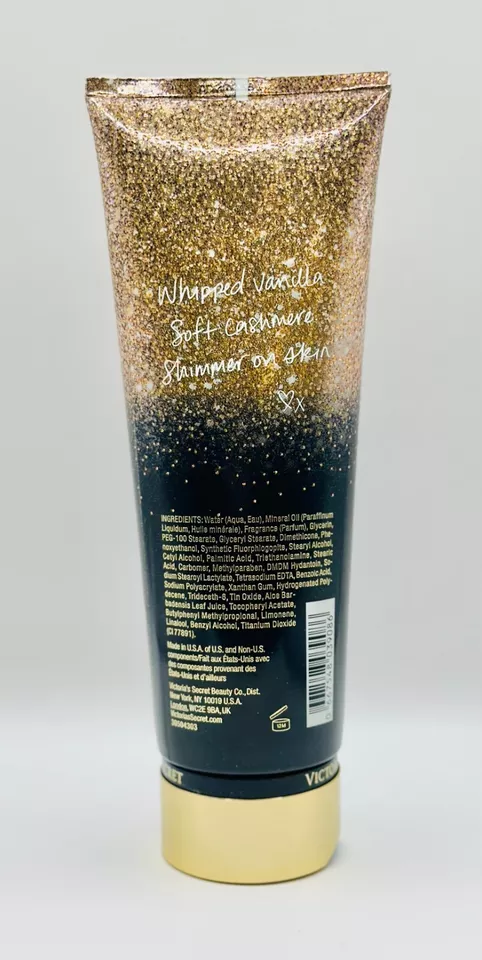 Whipped Vanilla
Soft Cashmere
Shimmer on Skin
X
INGREDIENTS: Water (Aqua, Eau), Mineral Oil (Paraffinum
Liquidum, Huile minérale), Fragrance (Parfum), Glycerin,
PEG-100 Stearate, Glyceryl Stearate, Dimethicone, Phe-
noxyethanol, Synthetic Fluorphlogopite, Stearyl Alcohol,
Cetyl Alcohol, Palmitic Acid, Triethanolamine, Stearic
Acid, Carbomer, Methylparaben, DMDM Hydantoin, So-
dium Stearoyl Lactylate, Tetrasodium EDTA, Benzoic Acid,
Sodium Polyacrylate, Xanthan Gum, Hydrogenated Poly-
decene, Trideceth-6, Tin Oxide, Aloe Bar-
badensis Leaf Juice, Tocopheryl Acetate,
Butylphenyl Methylpropional, Limonene,
Linalool, Benzyl Alcohol, Titanium Dioxide
(CI 77891).
Made in U.S.A. of U.S. and Non-U.S.
components/Fait aux États-Unis avec
des composantes provenant des
États-Unis et d'ailleurs
Victoria's Secret Beauty Co., Dist.
New York, NY 10019 U.S.A.
London, WC2E 9BA, UK
VictoriasSecret.com
12M
VICTO